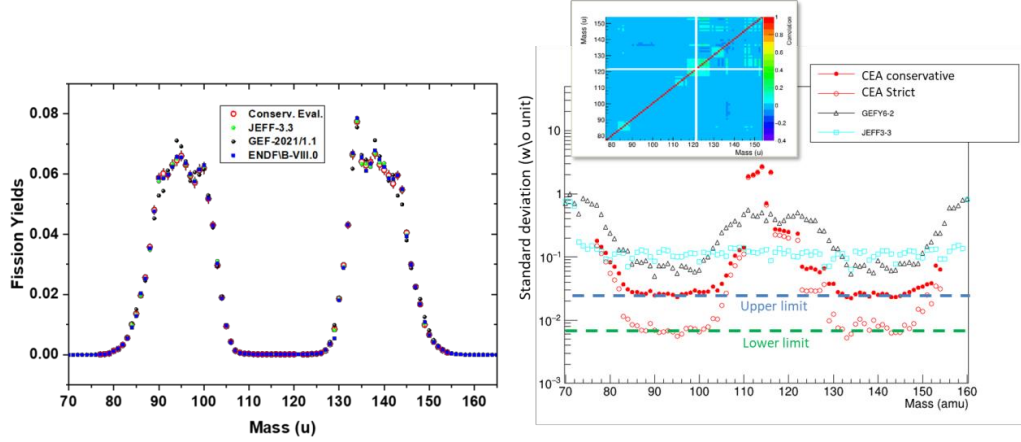 0.08
0.06
0.04
0.02
0.00
Fission Yields
70 80 90 100 110 120 130 140 150 160
Mass (u)
Conserv. Eval.
JEFF-3.3
GEF-2021/1.1
ENDF\B-VIII.0
Mass (u)
150
140
130
120
110
100
90
80
80 90 100 110 120 130 140 150
Mass (u)
1
0.8
0.6
0.4
0.2
0
-0.2
-0.4
Correlation
CEA conservative
CEA Strict
GEFY6-2
JEFF3-3
Standard deviation (w\o unit)
10
1
10-1
10-2
10-3
Upper limit
Lower limit
70 80 90 100 110 120 130 140 150 160
Mass (amu)